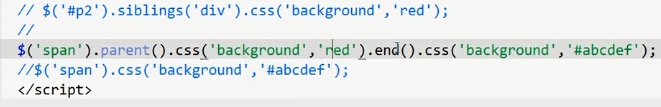 // $('#p2').siblings('div').css('background','red');
//
$('span').parent().css('background','red').end().css('background','#abcdef');
//$('span').css('background','#abcdef');
</script>